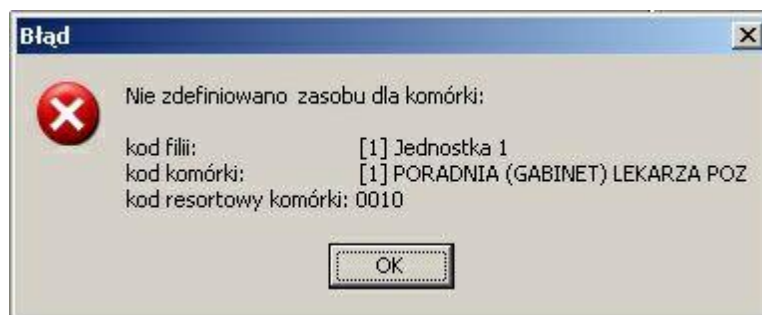 Błąd
Nie zdefiniowano zasobu dla komórki:
kod filii: [1] Jednostka 1
kod komórki: [1] PORADNIA (GABINET) LEKARZA POZ
kod resortowy komórki: 0010
OK